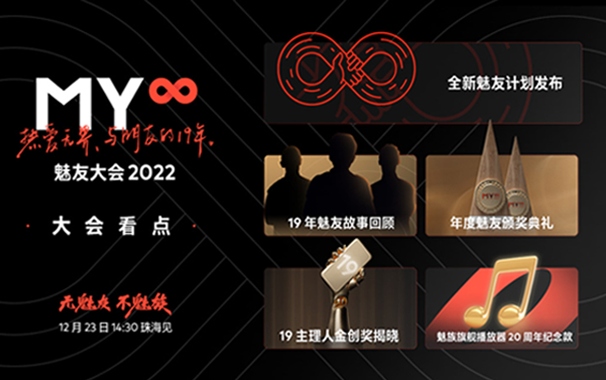 MY∞
热爱无界,与朋友的19年。
魅友大会 2022
· 大会看点 ·
无魅友 不魅族
12 月 23 日 14:30 珠海见
全新魅友计划发布
19 年魅友故事回顾
年度魅友颁奖典礼
19
19 主理人金创奖揭晓
魅族旗舰播放器 20 周年纪念款